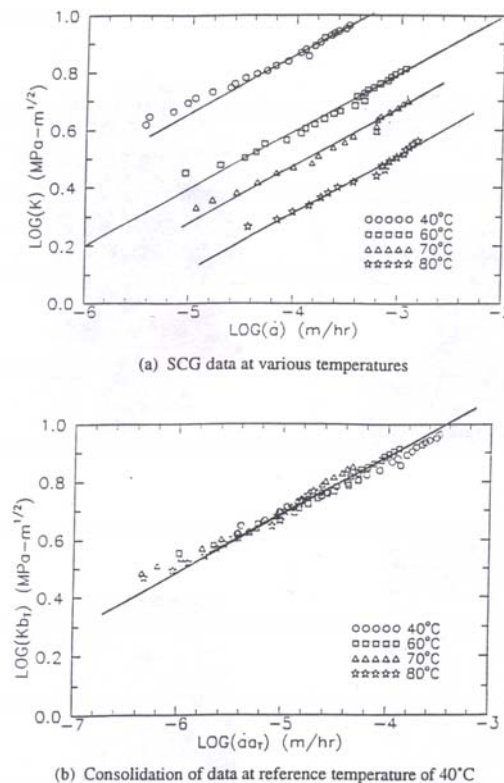 LOG(K) (MPa–m^1/2)
1.0
0.8
0.6
0.4
0.2
0.0
○○○○○ 40°C
□□□□□ 60°C
△△△△△ 70°C
☆☆☆☆☆ 80°C
−6 −5 −4 −3 −2
LOG(ȧ) (m/hr)
(a) SCG data at various temperatures
LOG(Kb_T) (MPa–m^1/2)
1.0
0.8
0.6
0.4
0.2
0.0
○○○○○ 40°C
□□□□□ 60°C
△△△△△ 70°C
☆☆☆☆☆ 80°C
−7 −6 −5 −4 −3
LOG(ȧa_T) (m/hr)
(b) Consolidation of data at reference temperature of 40°C